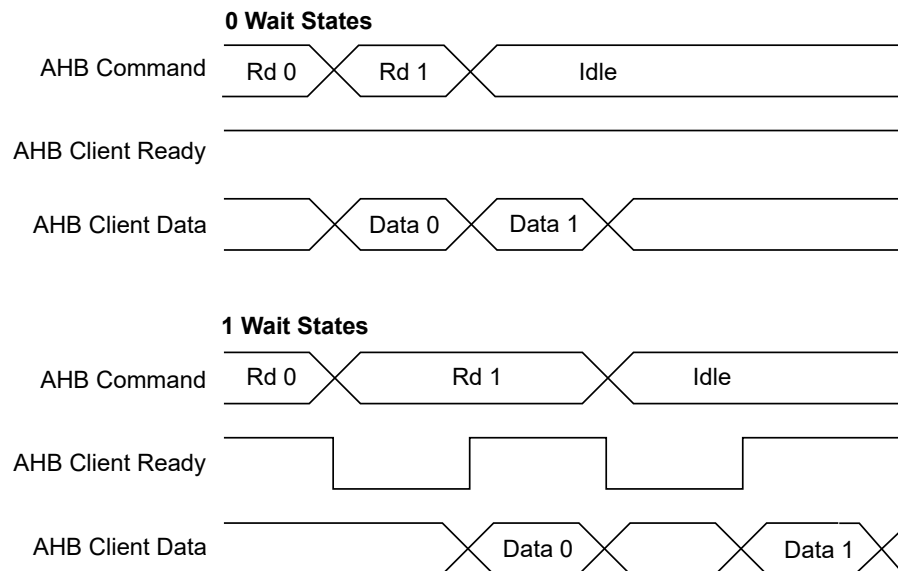 0 Wait States
AHB Command Rd 0 Rd 1 Idle
AHB Client Ready
AHB Client Data Data 0 Data 1
1 Wait States
AHB Command Rd 0 Rd 1 Idle
AHB Client Ready
AHB Client Data Data 0 Data 1